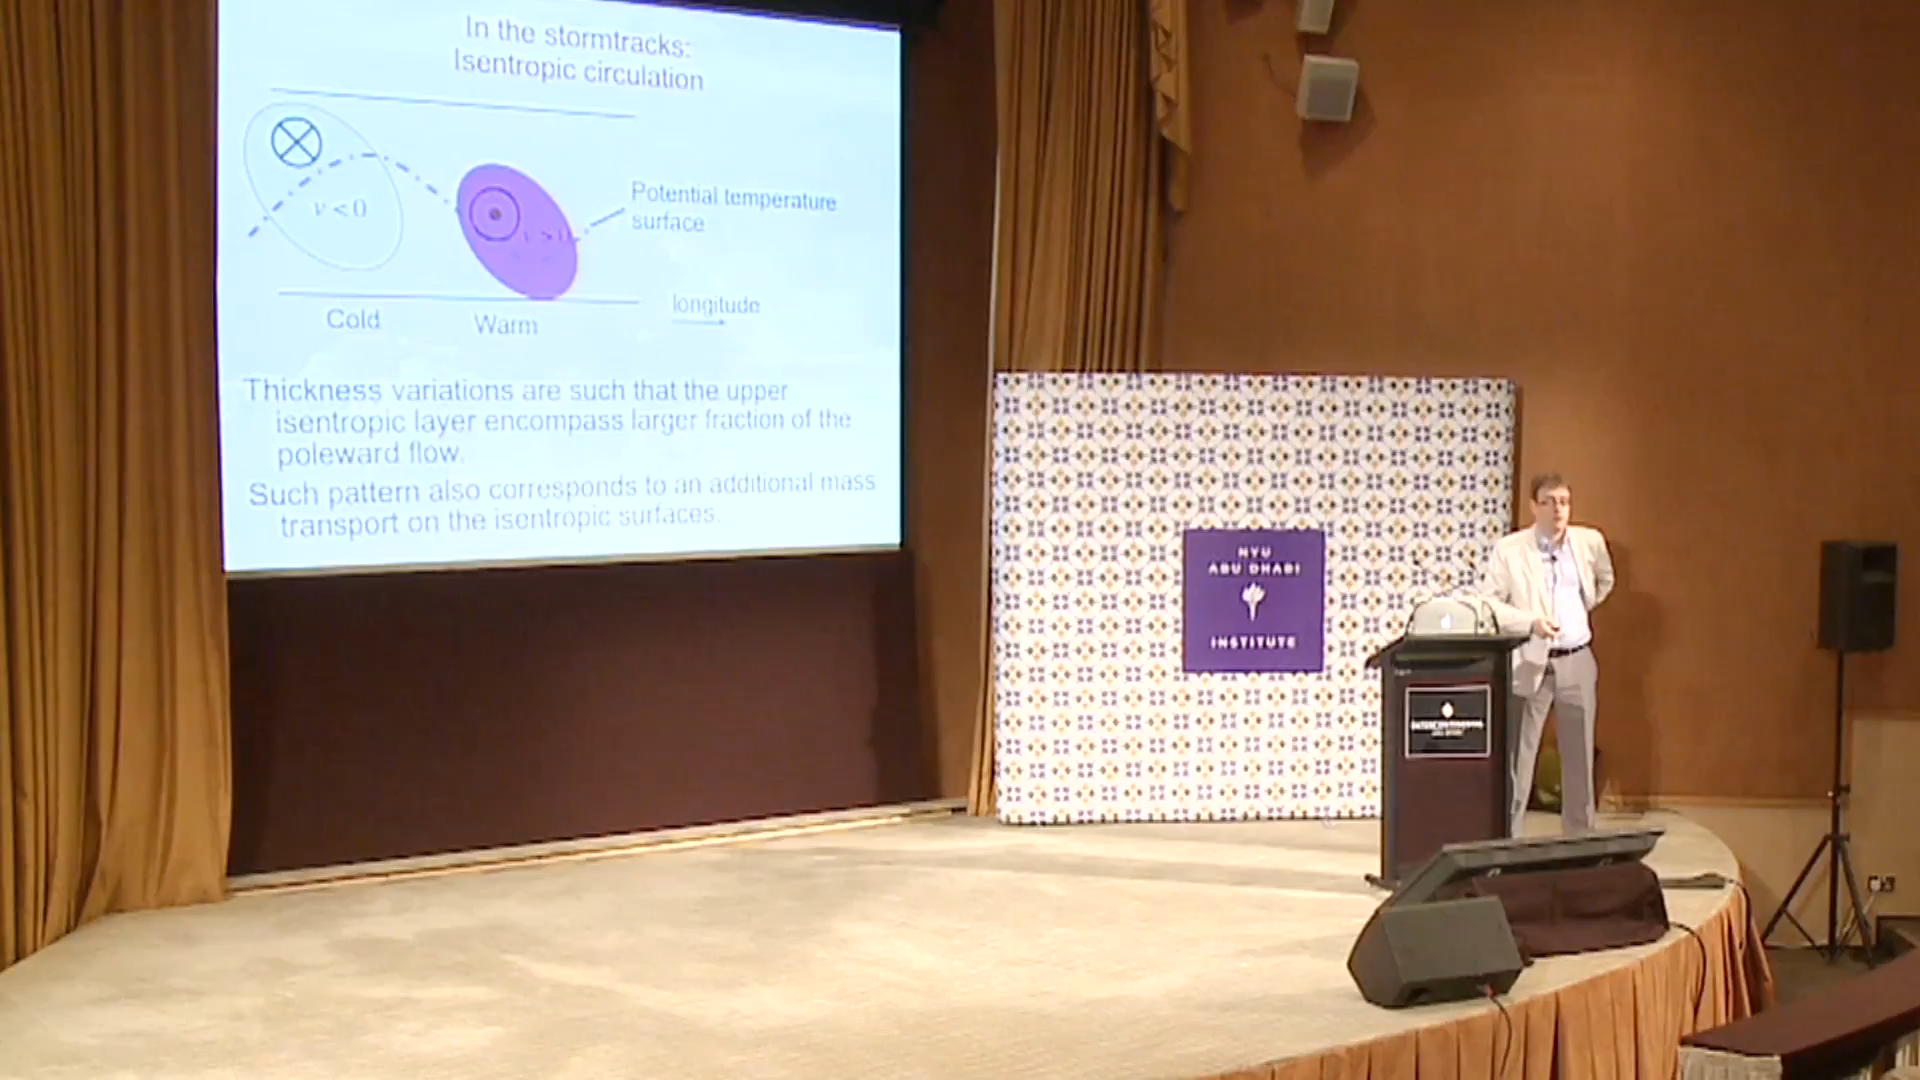 In the stormtracks:
Isentropic circulation
v < 0
Potential temperature
surface
longitude
Cold
Warm
Thickness variations are such that the upper
isentropic layer encompass larger fraction of the
poleward flow.
Such pattern also corresponds to an additional mass
transport on the isentropic surfaces.
NYU
ABU DHABI
INSTITUTE
INTERCONTINENTAL